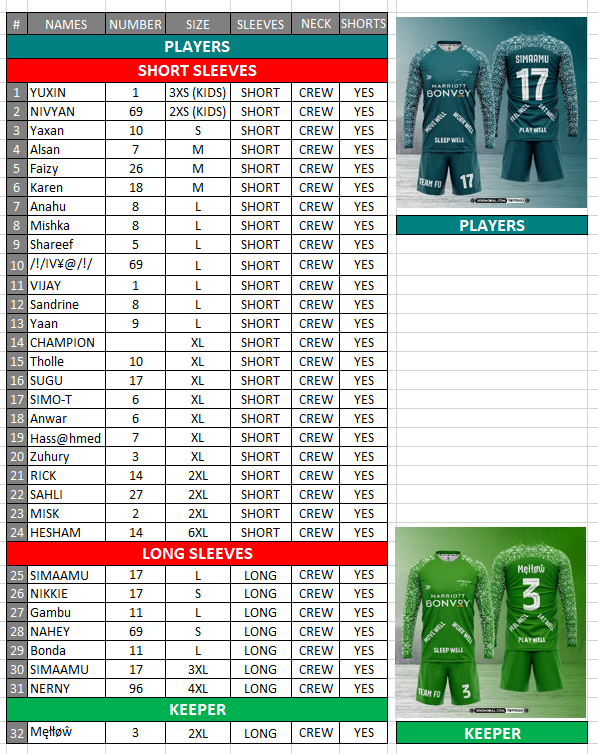 # NAMES NUMBER SIZE SLEEVES NECK SHORTS
PLAYERS
SHORT SLEEVES
1 YUXIN 1 3XS (KIDS) SHORT CREW YES
2 NIVYAN 69 2XS (KIDS) SHORT CREW YES
3 Yaxan 10 S SHORT CREW YES
4 Alsan 7 M SHORT CREW YES
5 Faizy 26 M SHORT CREW YES
6 Karen 18 M SHORT CREW YES
7 Anahu 8 L SHORT CREW YES
8 Mishka 8 L SHORT CREW YES
9 Shareef 5 L SHORT CREW YES
10 /!/IV¥@/!/ 69 L SHORT CREW YES
11 VIJAY 1 L SHORT CREW YES
12 Sandrine 8 L SHORT CREW YES
13 Yaan 9 L SHORT CREW YES
14 CHAMPION XL SHORT CREW YES
15 Tholle 10 XL SHORT CREW YES
16 SUGU 17 XL SHORT CREW YES
17 SIMO-T 6 XL SHORT CREW YES
18 Anwar 6 XL SHORT CREW YES
19 Hass@hmed 7 XL SHORT CREW YES
20 Zuhury 3 XL SHORT CREW YES
21 RICK 14 2XL SHORT CREW YES
22 SAHLI 27 2XL SHORT CREW YES
23 MISK 2 2XL SHORT CREW YES
24 HESHAM 14 6XL SHORT CREW YES
LONG SLEEVES
25 SIMAAMU 17 L LONG CREW YES
26 NIKKIE 17 S LONG CREW YES
27 Gambu 11 L LONG CREW YES
28 NAHEY 69 S LONG CREW YES
29 Bonda 11 L LONG CREW YES
30 SIMAAMU 17 3XL LONG CREW YES
31 NERNY 96 4XL LONG CREW YES
KEEPER
32 Męłłøŵ 3 2XL LONG CREW YES
SIMAAMU
17
MARRIOTT
BONVOY
MOVE WELL WORK WELL
SLEEP WELL
FEEL WELL EAT WELL
PLAY WELL
TEAM FO 17
PLAYERS
Męłłøŵ
3
MARRIOTT
BONVOY
MOVE WELL WORK WELL
SLEEP WELL
FEEL WELL EAT WELL
PLAY WELL
TEAM FO 3
KEEPER